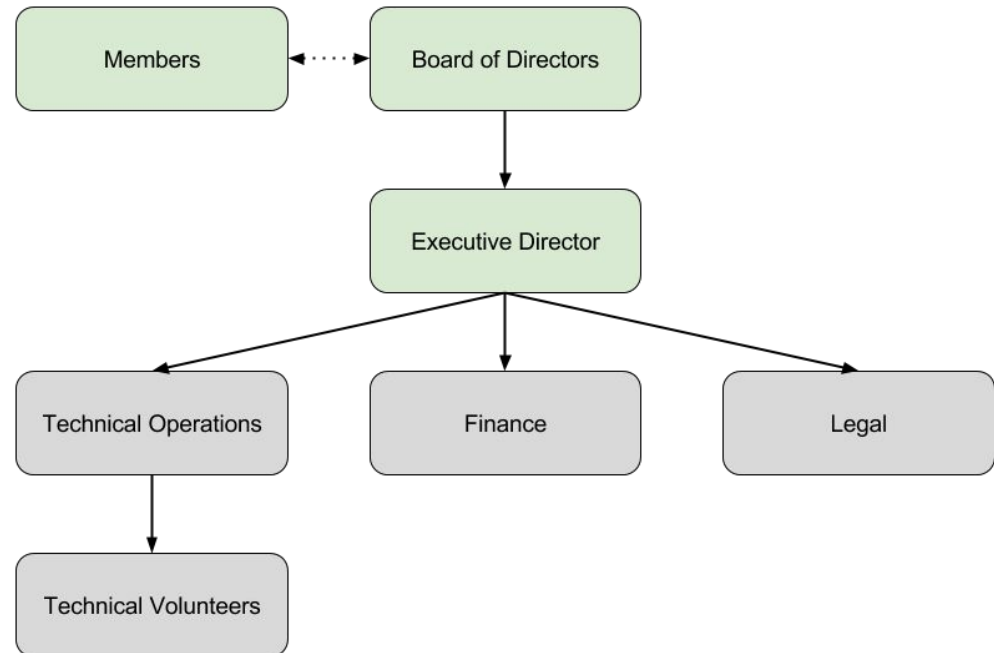 Members
Board of Directors
Executive Director
Technical Operations
Finance
Legal
Technical Volunteers